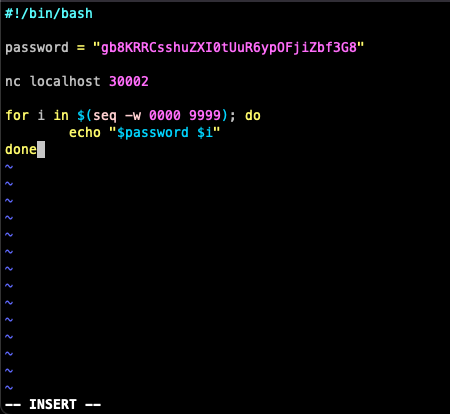 #!/bin/bash
password = "gb8KRRCsshuZXI0tUuR6ypOFjiZbf3G8"
nc localhost 30002
for i in $(seq -w 0000 9999); do
echo "$password $i"
done
~
~
~
~
~
~
~
~
~
~
~
~
~
~
-- INSERT --